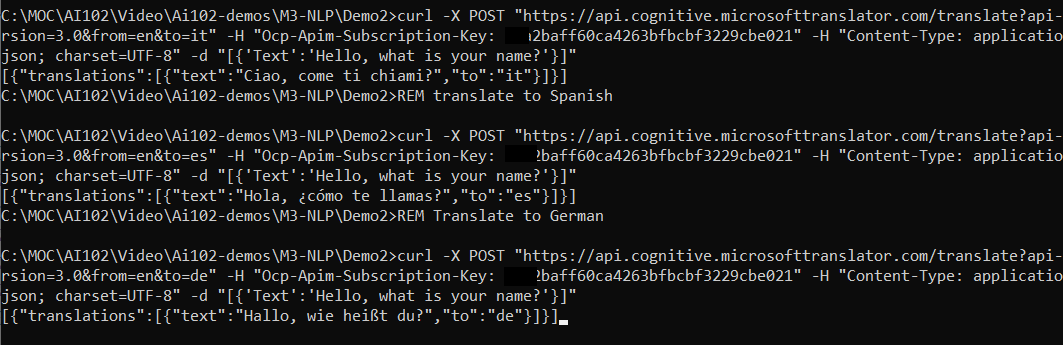 C:\MOC\AI102\Video\Ai102-demos\M3-NLP\Demo2>curl -X POST "https://api.cognitive.microsofttranslator.com/translate?api-
rsion=3.0&from=en&to=it" -H "Ocp-Apim-Subscription-Key: 2baff60ca4263bfbcbf3229cbe021" -H "Content-Type: applicatio
json; charset=UTF-8" -d "[{'Text':'Hello, what is your name?'}]"
[{"translations":[{"text":"Ciao, come ti chiami?","to":"it"}]}]
C:\MOC\AI102\Video\Ai102-demos\M3-NLP\Demo2>REM translate to Spanish
C:\MOC\AI102\Video\Ai102-demos\M3-NLP\Demo2>curl -X POST "https://api.cognitive.microsofttranslator.com/translate?api-
rsion=3.0&from=en&to=es" -H "Ocp-Apim-Subscription-Key: 2baff60ca4263bfbcbf3229cbe021" -H "Content-Type: applicatio
json; charset=UTF-8" -d "[{'Text':'Hello, what is your name?'}]"
[{"translations":[{"text":"Hola, ¿cómo te llamas?","to":"es"}]}]
C:\MOC\AI102\Video\Ai102-demos\M3-NLP\Demo2>REM Translate to German
C:\MOC\AI102\Video\Ai102-demos\M3-NLP\Demo2>curl -X POST "https://api.cognitive.microsofttranslator.com/translate?api-
rsion=3.0&from=en&to=de" -H "Ocp-Apim-Subscription-Key: 2baff60ca4263bfbcbf3229cbe021" -H "Content-Type: applicatio
json; charset=UTF-8" -d "[{'Text':'Hello, what is your name?'}]"
[{"translations":[{"text":"Hallo, wie heißt du?","to":"de"}]}]